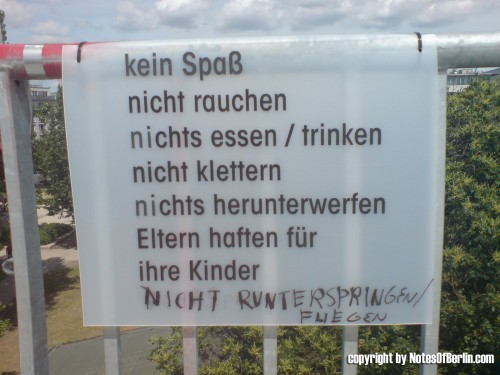 kein Spaß
nicht rauchen
nichts essen / trinken
nicht klettern
nichts herunterwerfen
Eltern haften für
ihre Kinder
NICHT RUNTERSPRINGEN/
FLIEGEN
copyright by NotesOfBerlin.com